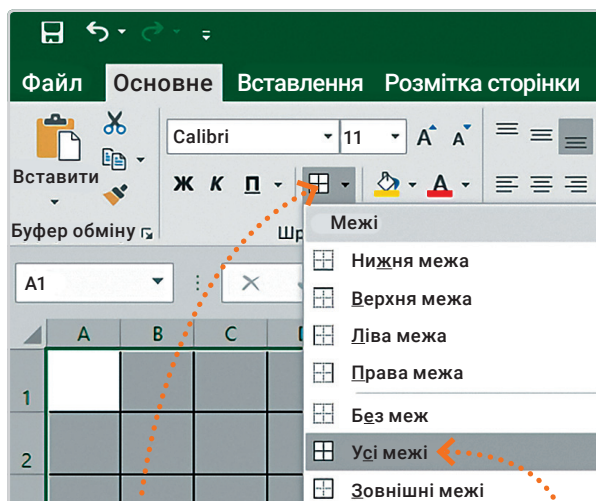 Файл Основне Вставлення Розмітка сторінки
Calibri 11 А А
Вставити Ж К П А
Буфер обміну Шр
Межі
Нижня межа
A1
Верхня межа
Ліва межа
A B C
Права межа
1
Без меж
2
Усі межі
Зовнішні межі